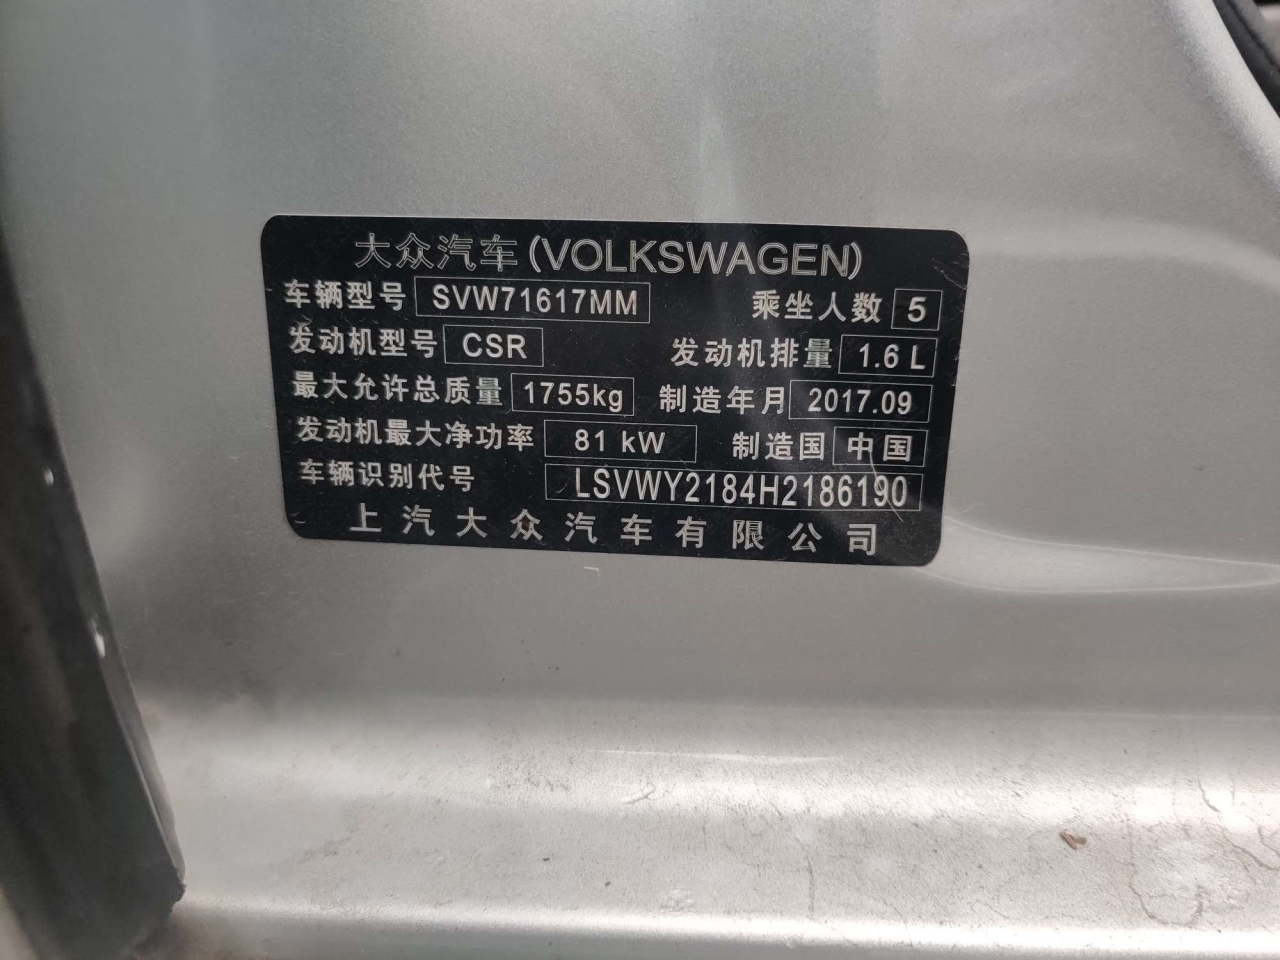 大众汽车(VOLKSWAGEN)
车辆型号 SVW71617MM 乘坐人数 5
发动机型号 CSR 发动机排量 1.6 L
最大允许总质量 1755kg 制造年月 2017.09
发动机最大净功率 81 kW 制造国 中国
车辆识别代号 LSVWY2184H2186190
上汽大众汽车有限公司